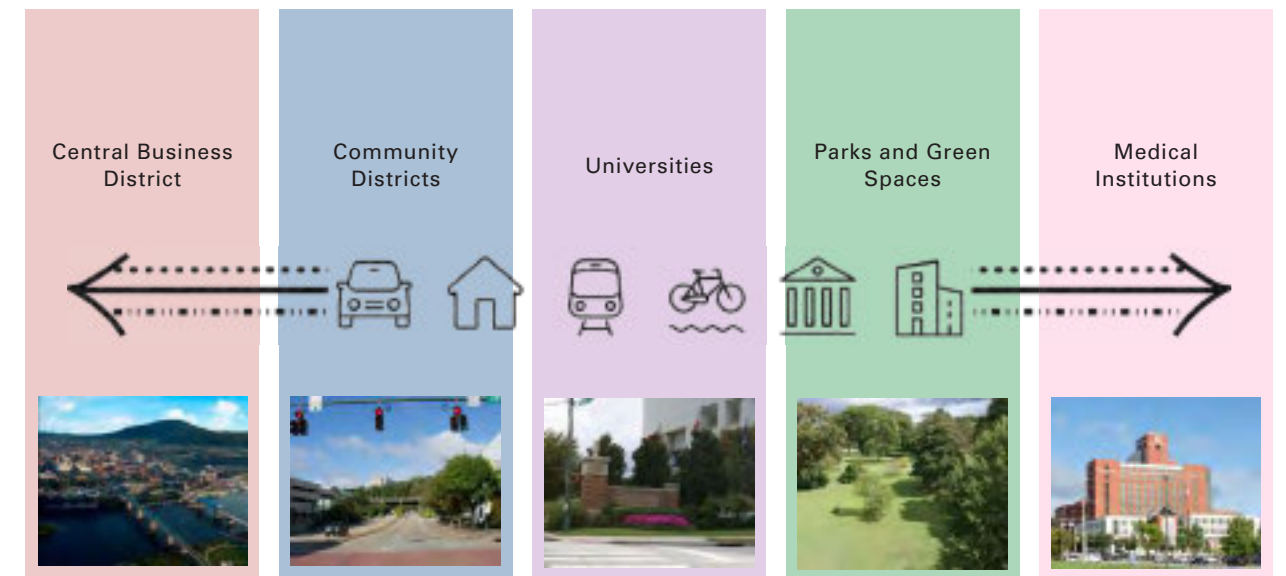 Central Business
District
Community
Districts
Universities
Parks and Green
Spaces
Medical
Institutions